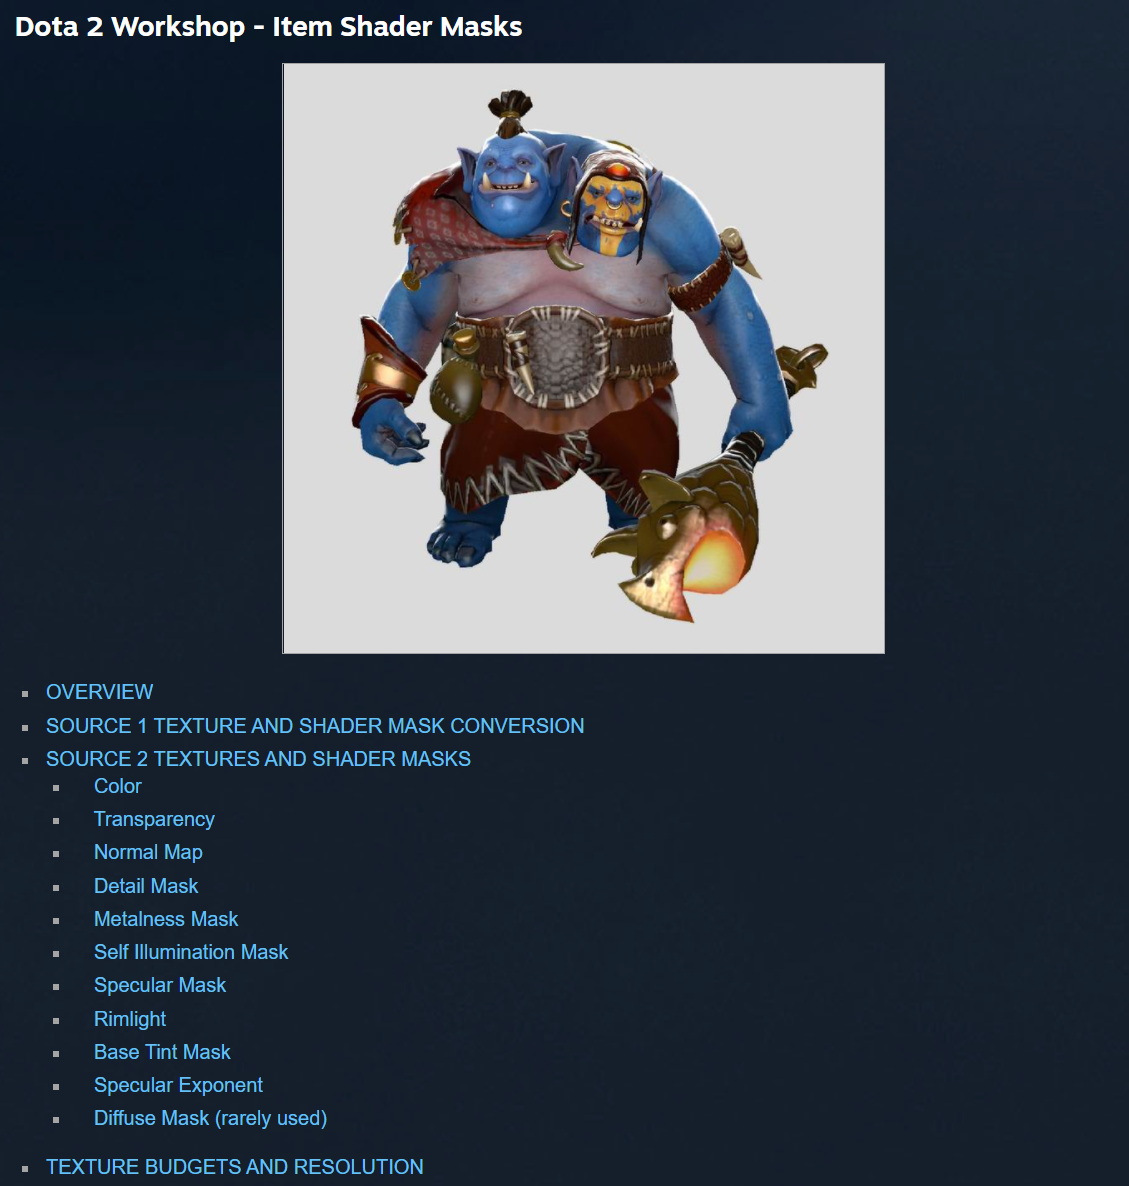 Dota 2 Workshop - Item Shader Masks
OVERVIEW
SOURCE 1 TEXTURE AND SHADER MASK CONVERSION
SOURCE 2 TEXTURES AND SHADER MASKS
Color
Transparency
Normal Map
Detail Mask
Metalness Mask
Self Illumination Mask
Specular Mask
Rimlight
Base Tint Mask
Specular Exponent
Diffuse Mask (rarely used)
TEXTURE BUDGETS AND RESOLUTION